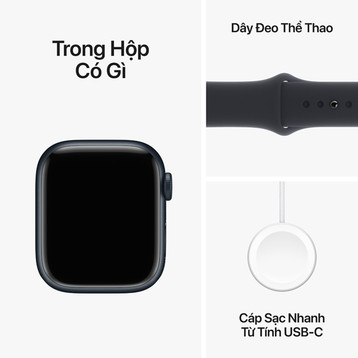 Trong Hộp
Có Gì
Dây Đeo Thể Thao
Cáp Sạc Nhanh
Từ Tính USB-C